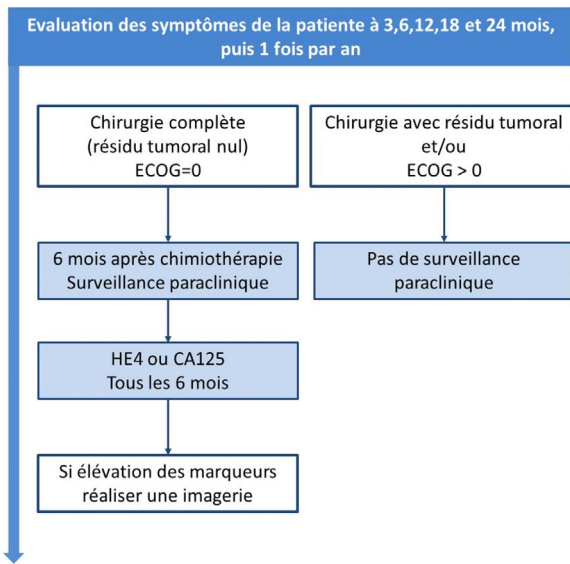 Evaluation des symptômes de la patiente à 3,6,12,18 et 24 mois,
puis 1 fois par an
Chirurgie complète
(résidu tumoral nul)
ECOG=0
6 mois après chimiothérapie
Surveillance paraclinique
HE4 ou CA125
Tous les 6 mois
Si élévation des marqueurs
réaliser une imagerie
Chirurgie avec résidu tumoral
et/ou
ECOG > 0
Pas de surveillance
paraclinique